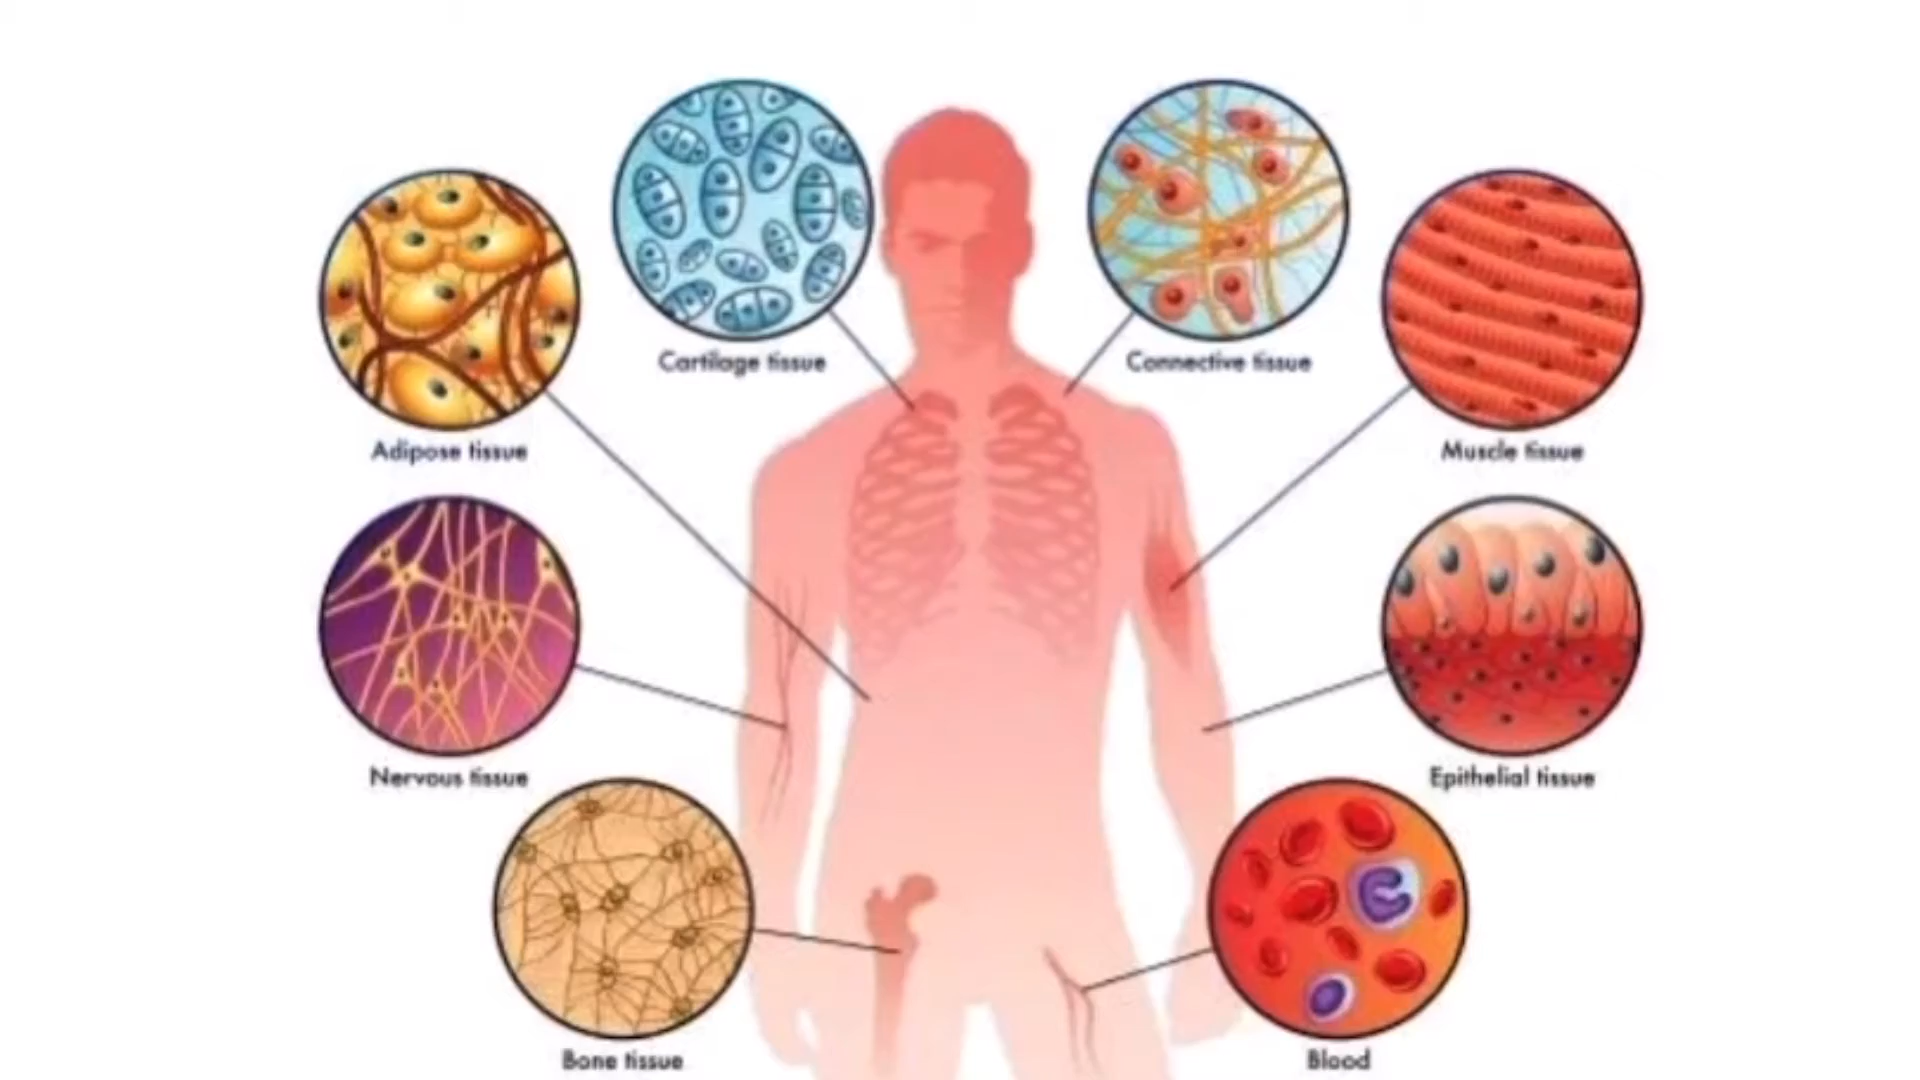 Cartilage tissue
Connective tissue
Adipose tissue
Muscle tissue
Nervous tissue
Epithelial tissue
Bone tissue
Blood